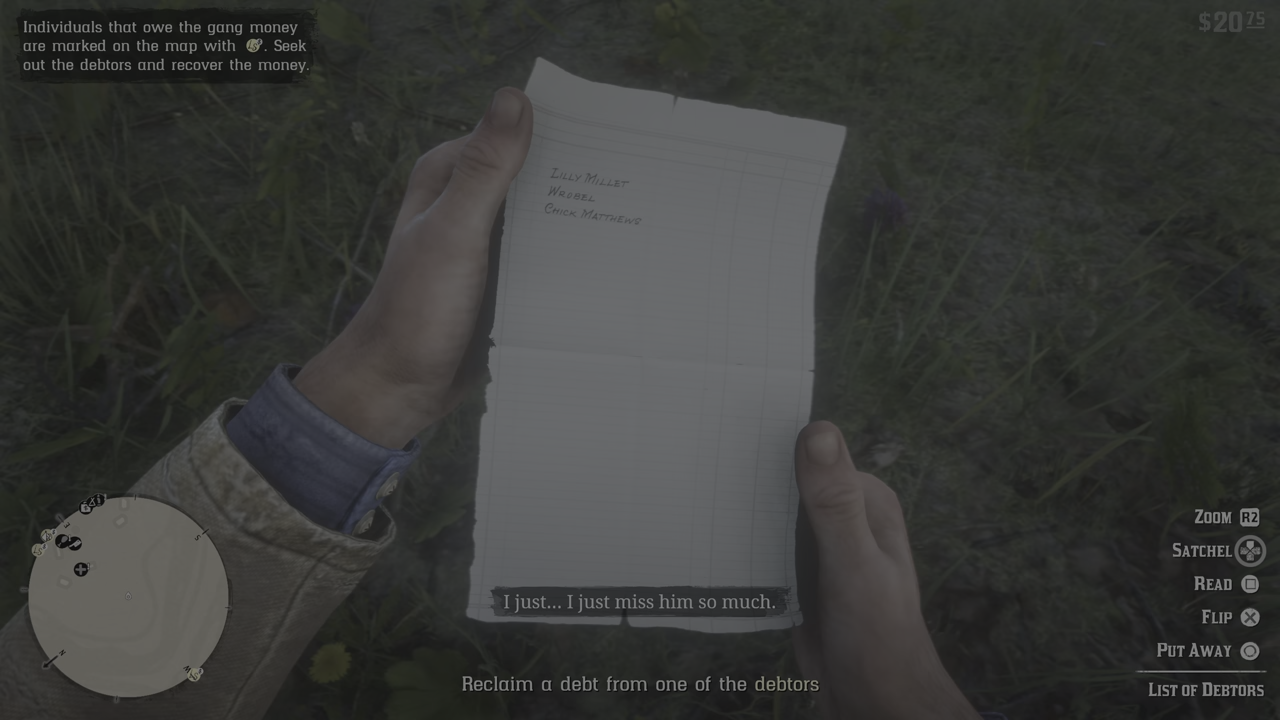 Individuals that owe the gang money
are marked on the map with . Seek
out the debtors and recover the money.
$20 75
Lilly Millet
Wrobel
Chick Matthews
Zoom R2
Satchel
Read
I just... I just miss him so much.
Flip
Put Away
Reclaim a debt from one of the debtors
List of Debtors